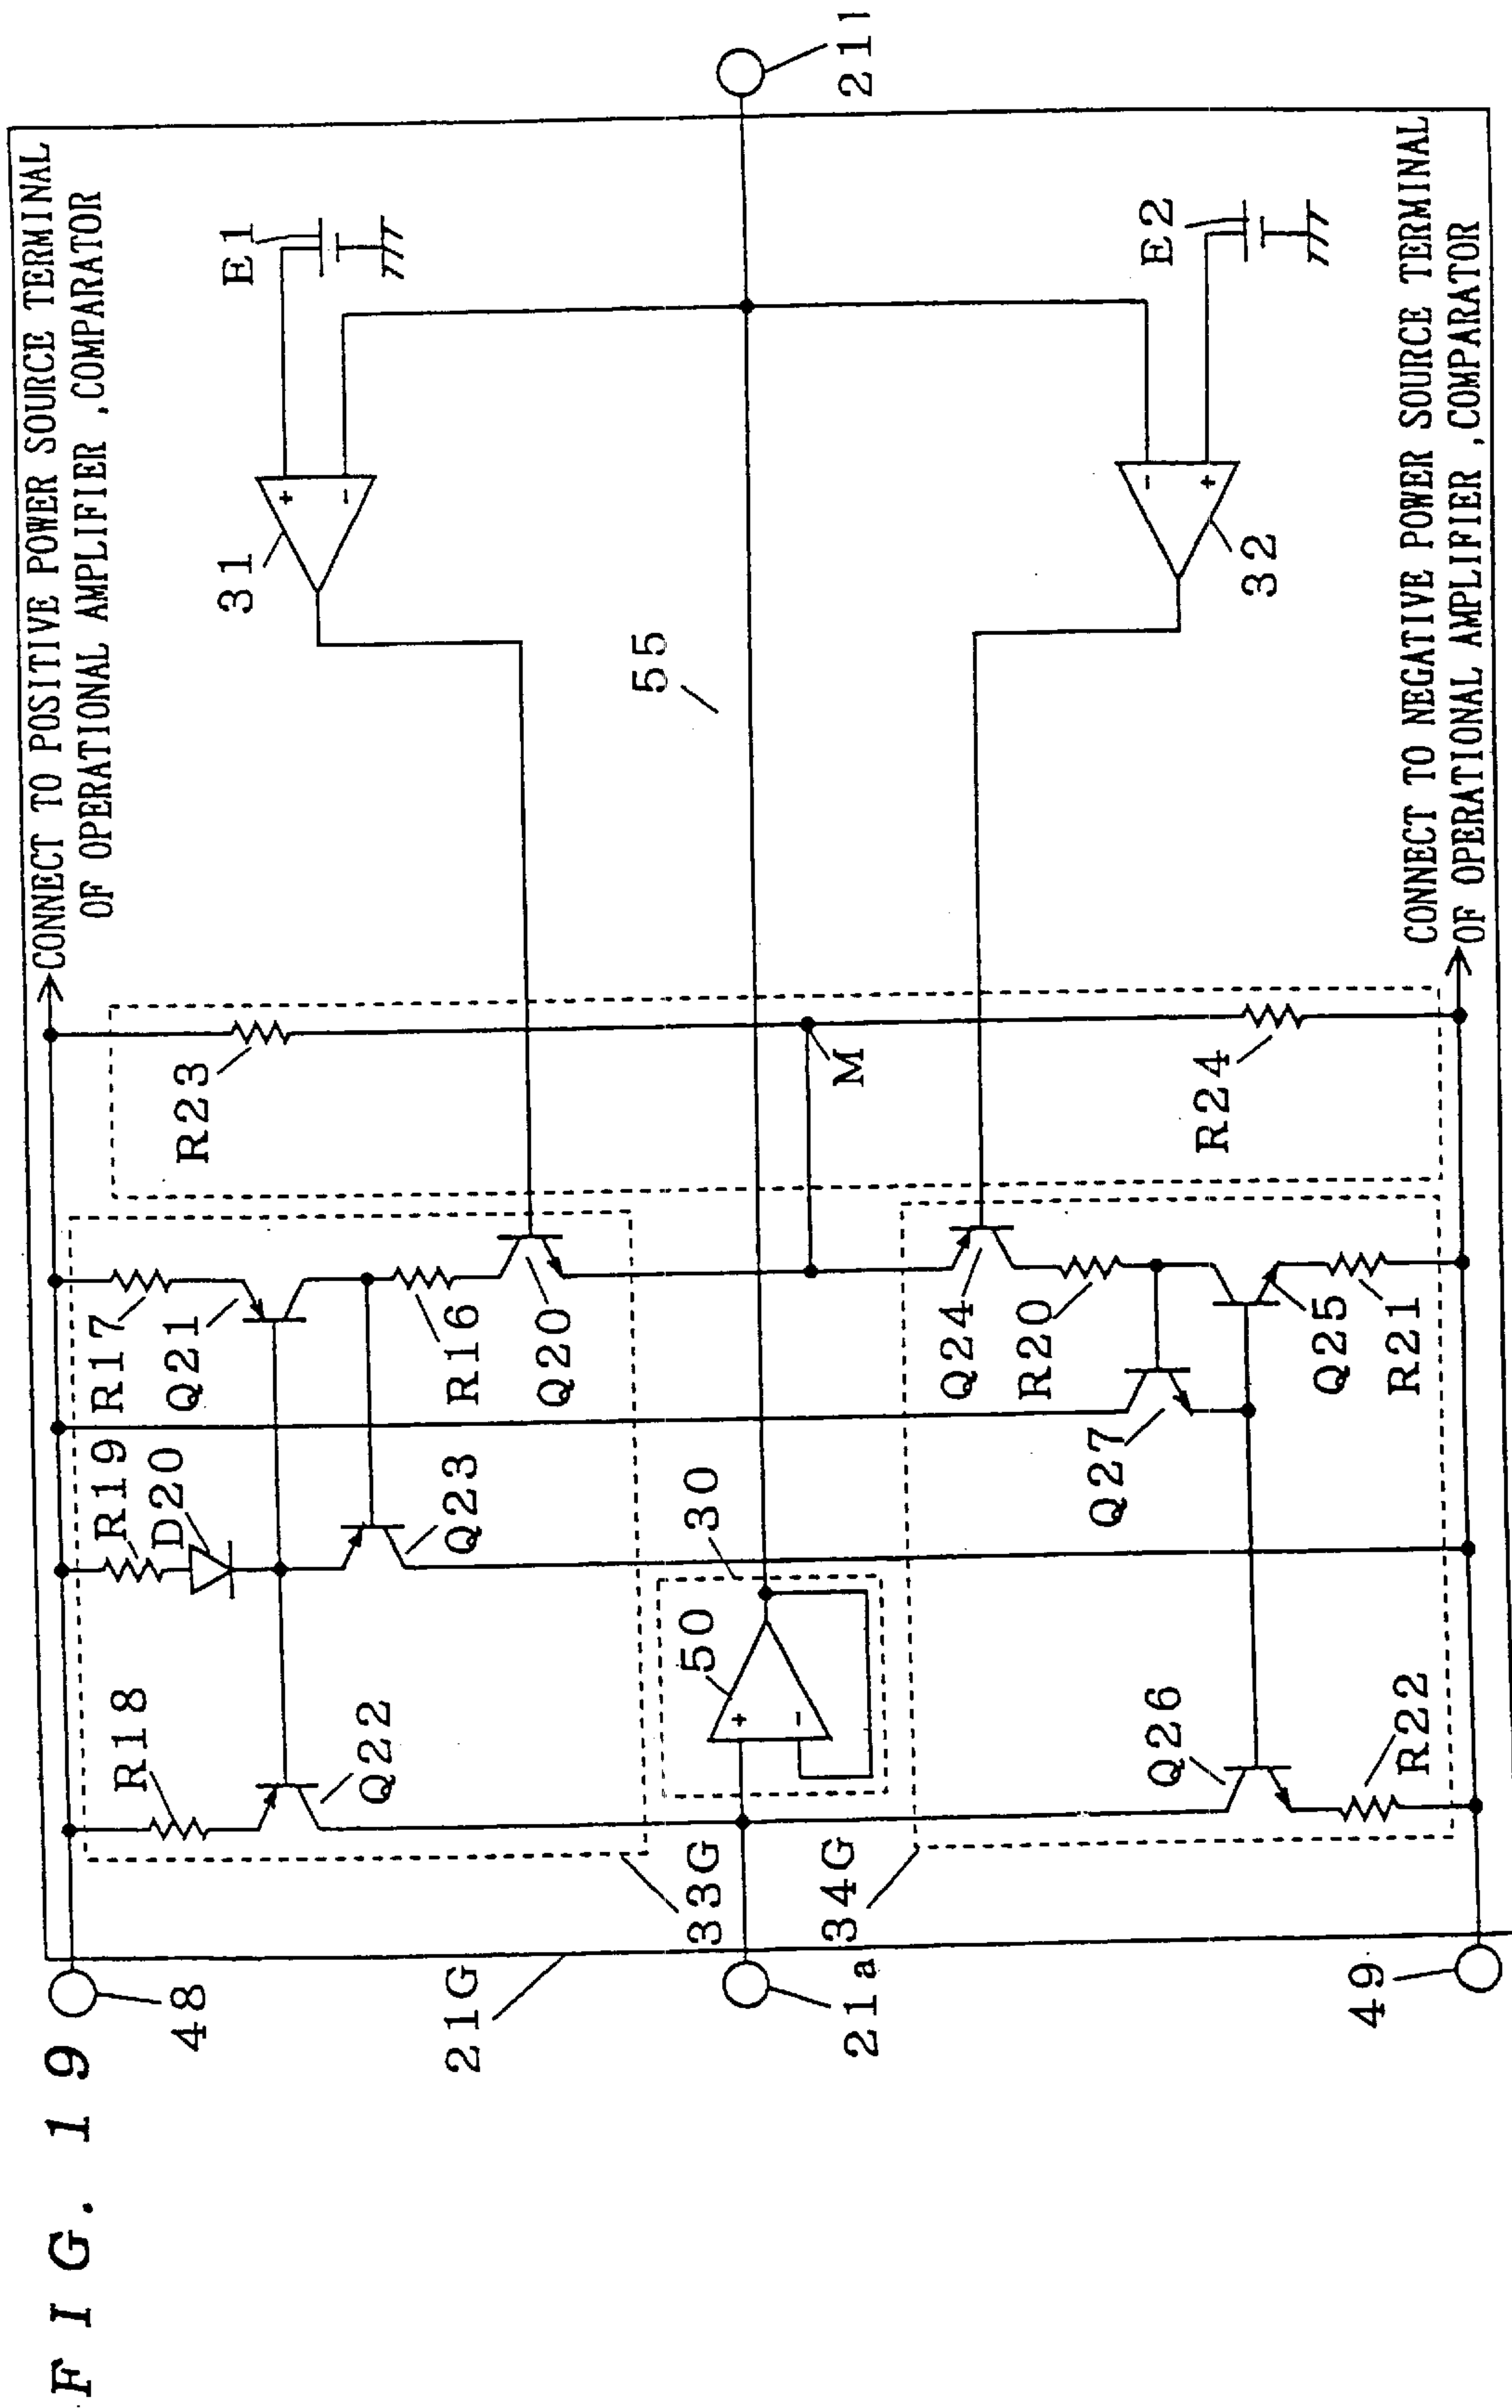 FIG. 19
48
21G
21a
49
33G
34G
R18
Q22
50
30
Q26
R22
R19
D20
Q23
Q27
R17
Q21
R16
Q20
Q24
R20
Q25
R21
R23
M
R24
55
31
32
E1
E2
+
-
+
-
-
+
211
CONNECT TO POSITIVE POWER SOURCE TERMINAL
OF OPERATIONAL AMPLIFIER ,COMPARATOR
CONNECT TO NEGATIVE POWER SOURCE TERMINAL
OF OPERATIONAL AMPLIFIER ,COMPARATOR
+
-